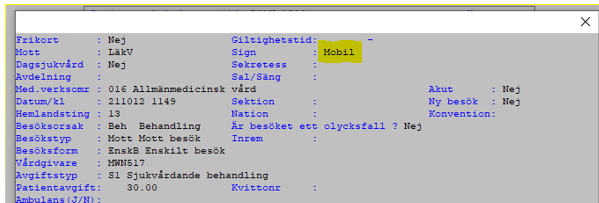 Frikort : Nej Giltighetstid: -
Mott : LäkV Sign : Mobil
Dagsjukvård : Nej Sekretess :
Avdelning : Sal/Säng :
Med.verksomr : 016 Allmänmedicinsk vård Akut : Nej
Datum/kl : 211012 1149 Sektion : Ny besök : Nej
Hemlandsting : 13 Nation : Konvention:
Besöksorsak : Beh Behandling Är besöket ett olycksfall ? Nej
Besökstyp : Mott Mott besök Inrem :
Besöksform : EnskB Enskilt besök
Vårdgivare : MWN517
Avgiftstyp : S1 Sjukvårdande behandling
Patientavgift: 30.00 Kvittonr :
Ambulans(J/N):